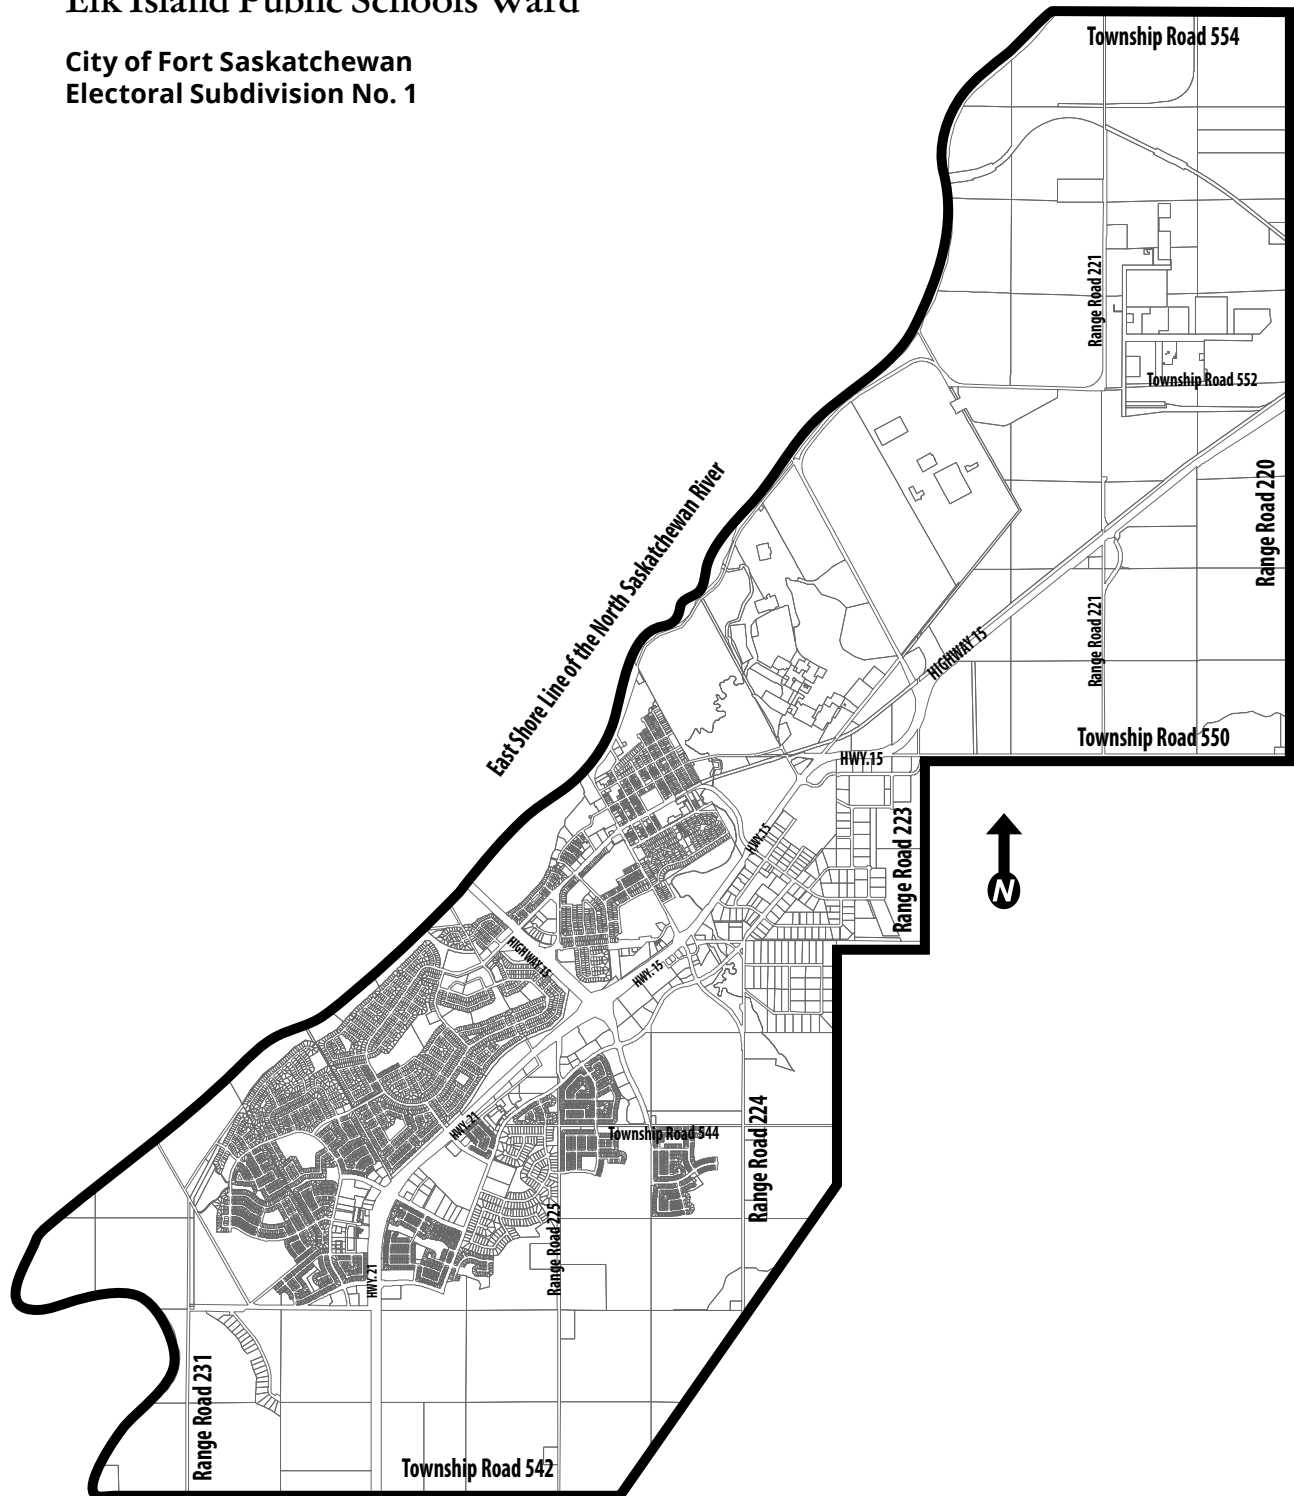 Elk Island Public Schools Ward
City of Fort Saskatchewan
Electoral Subdivision No. 1
Township Road 554
Range Road 221
Township Road 552
Range Road 220
East Shore Line of the North Saskatchewan River
Range Road 221
HIGHWAY 15
Township Road 550
HWY.15
HWY.15
Range Road 223
N
HIGHWAY 15
HWY. 15
HWY. 21
Township Road 544
Range Road 224
Range Road 225
HWY. 21
Range Road 231
Township Road 542